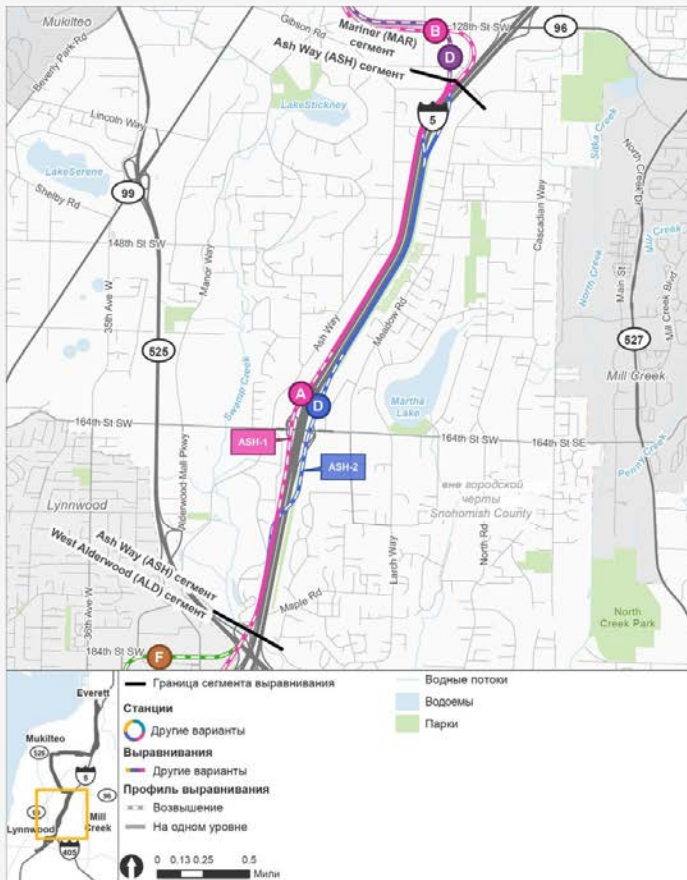 Mukilteo
Gibson Rd
Mariner (MAR)
сегмент
B
128th St SW
96
Beverly Park-Rd
Ash Way (ASH) сегмент
D
LakeStickney
5
Lincoln Way
LakeSerene
Shelby Rd
99
Sitka Creek
North Creek Dr
148th St SW
Manor Way
35th Ave W
Cascadian Way
North Creek
Main St
Mill Creek
Mill Creek Blvd
525
Ash Way
Meadow Rd
527
Swamp Creek
Mill Creek
A
D
Martha
Lake
164th St SW
164th St SW
164th St SE
ASH-1
ASH-2
Penny Creek
Alderwood-Mall Pkwy
вне городской
черты
Snohomish County
Lynnwood
Ash Way (ASH) сегмент
West Alderwood (ALD) сегмент
Larch Way
North Rd
36th Ave W
Maple Rd
North
Creek Park
184th St SW
F
Everett
Mukilteo
526
5
96
99
Mill
Creek
Lynnwood
405
Граница сегмента выравнивания
Станции
Другие варианты
Выравнивания
Другие варианты
Профиль выравнивания
Возвышение
На одном уровне
0 0,13 0,25 0,5
Мили
Водные потоки
Водоемы
Парки